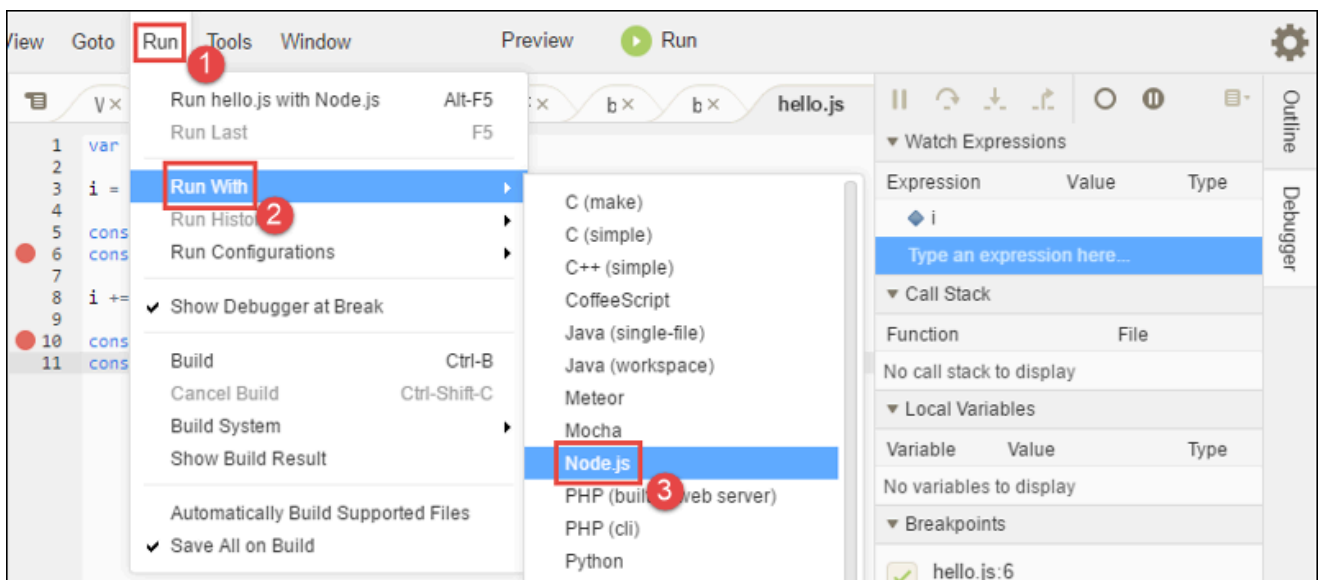 View Goto Run Tools Window Preview Run
1
V × × b × b × hello.js
Run hello.js with Node.js Alt-F5
Run Last F5
Run With
2
Run Histo
Run Configurations
Show Debugger at Break
Build Ctrl-B
Cancel Build Ctrl-Shift-C
Build System
Show Build Result
Automatically Build Supported Files
Save All on Build
1 var
2
3 i =
4
5 cons
6 cons
7
8 i +=
9
10 cons
11 cons
C (make)
C (simple)
C++ (simple)
CoffeeScript
Java (single-file)
Java (workspace)
Meteor
Mocha
Node.js
3
PHP (built web server)
PHP (cli)
Python
Watch Expressions
Expression Value Type
i
Type an expression here...
Call Stack
Function File
No call stack to display
Local Variables
Variable Value Type
No variables to display
Breakpoints
hello.js:6
Outline
Debugger